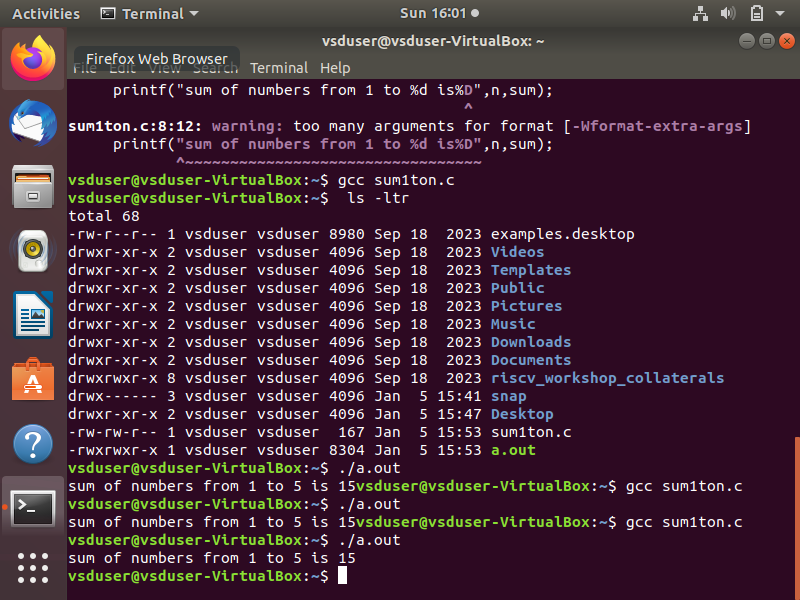 Activities Terminal Sun 16:01
vsduser@vsduser-VirtualBox: ~
Firefox Web Browser
File Edit View Search Terminal Help
     printf("sum of numbers from 1 to %d is%D",n,sum);
                                            ^
sum1ton.c:8:12: warning: too many arguments for format [-Wformat-extra-args]
     printf("sum of numbers from 1 to %d is%D",n,sum);
            ^~~~~~~~~~~~~~~~~~~~~~~~~~~~~~~~~~
vsduser@vsduser-VirtualBox:~$ gcc sum1ton.c
vsduser@vsduser-VirtualBox:~$  ls -ltr
total 68
-rw-r--r-- 1 vsduser vsduser 8980 Sep 18  2023 examples.desktop
drwxr-xr-x 2 vsduser vsduser 4096 Sep 18  2023 Videos
drwxr-xr-x 2 vsduser vsduser 4096 Sep 18  2023 Templates
drwxr-xr-x 2 vsduser vsduser 4096 Sep 18  2023 Public
drwxr-xr-x 2 vsduser vsduser 4096 Sep 18  2023 Pictures
drwxr-xr-x 2 vsduser vsduser 4096 Sep 18  2023 Music
drwxr-xr-x 2 vsduser vsduser 4096 Sep 18  2023 Downloads
drwxr-xr-x 2 vsduser vsduser 4096 Sep 18  2023 Documents
drwxrwxr-x 8 vsduser vsduser 4096 Sep 18  2023 riscv_workshop_collaterals
drwx------ 3 vsduser vsduser 4096 Jan  5 15:41 snap
drwxr-xr-x 2 vsduser vsduser 4096 Jan  5 15:47 Desktop
-rw-rw-r-- 1 vsduser vsduser  167 Jan  5 15:53 sum1ton.c
-rwxrwxr-x 1 vsduser vsduser 8304 Jan  5 15:53 a.out
vsduser@vsduser-VirtualBox:~$ ./a.out
sum of numbers from 1 to 5 is 15vsduser@vsduser-VirtualBox:~$ gcc sum1ton.c
vsduser@vsduser-VirtualBox:~$ ./a.out
sum of numbers from 1 to 5 is 15vsduser@vsduser-VirtualBox:~$ gcc sum1ton.c
vsduser@vsduser-VirtualBox:~$ ./a.out
sum of numbers from 1 to 5 is 15
vsduser@vsduser-VirtualBox:~$